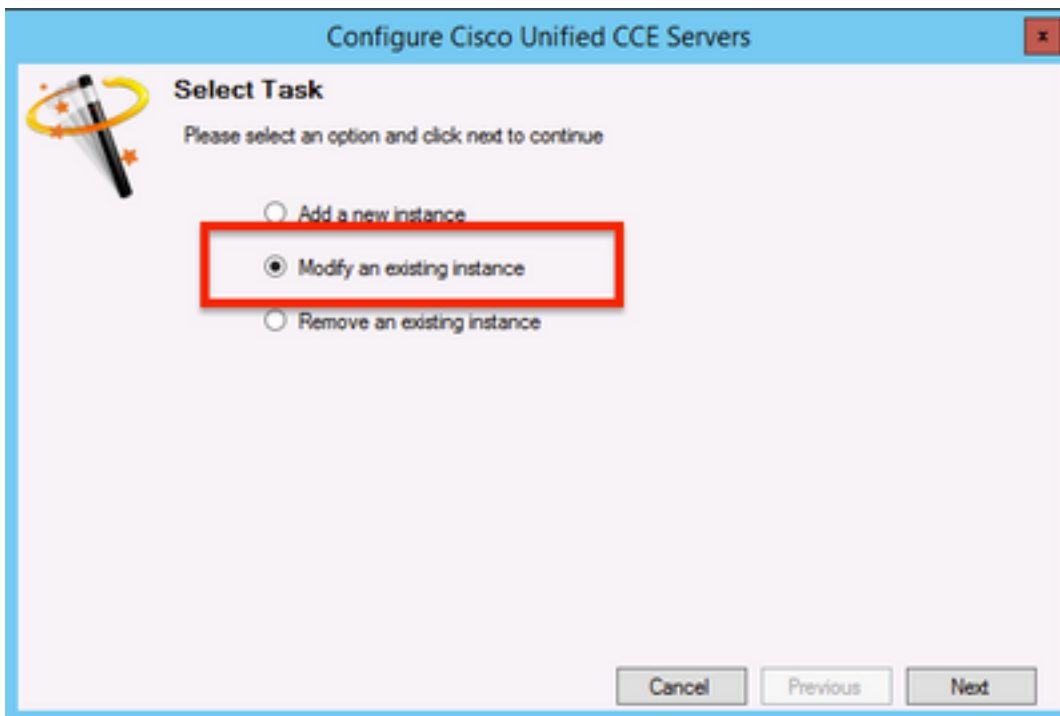 Configure Cisco Unified CCE Servers
x
Select Task
Please select an option and click next to continue
Add a new instance
Modify an existing instance
Remove an existing instance
Cancel
Previous
Next